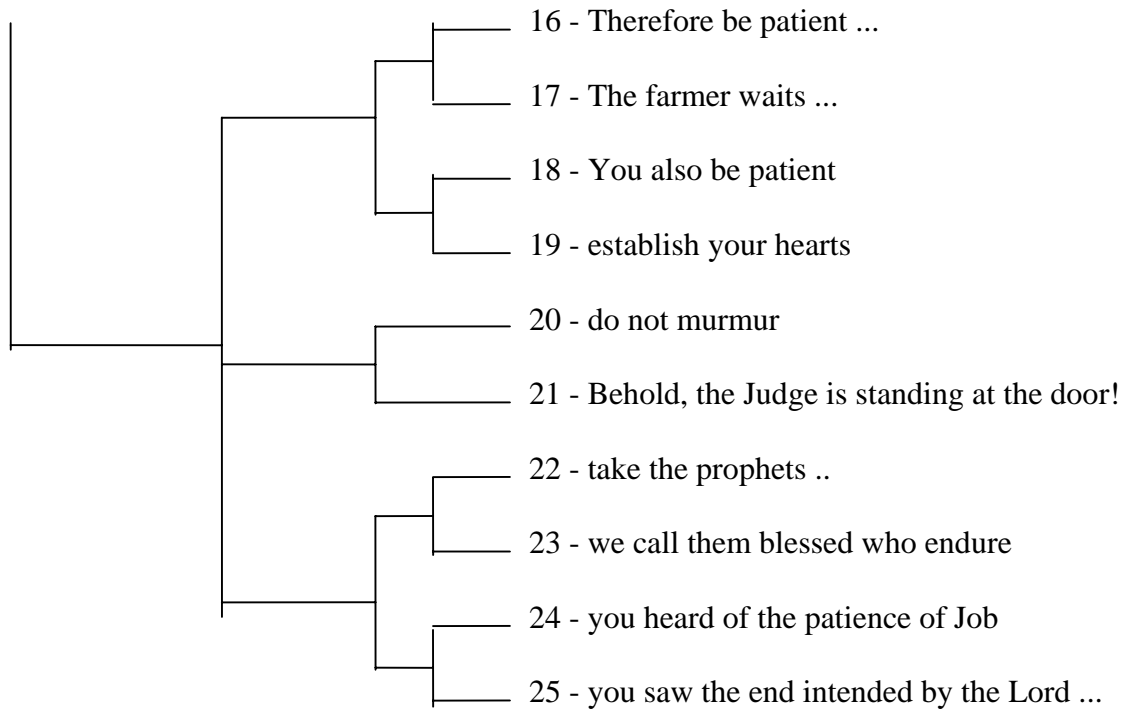 16 - Therefore be patient ...
17 - The farmer waits ...
18 - You also be patient
19 - establish your hearts
20 - do not murmur
21 - Behold, the Judge is standing at the door!
22 - take the prophets ..
23 - we call them blessed who endure
24 - you heard of the patience of Job
25 - you saw the end intended by the Lord ...